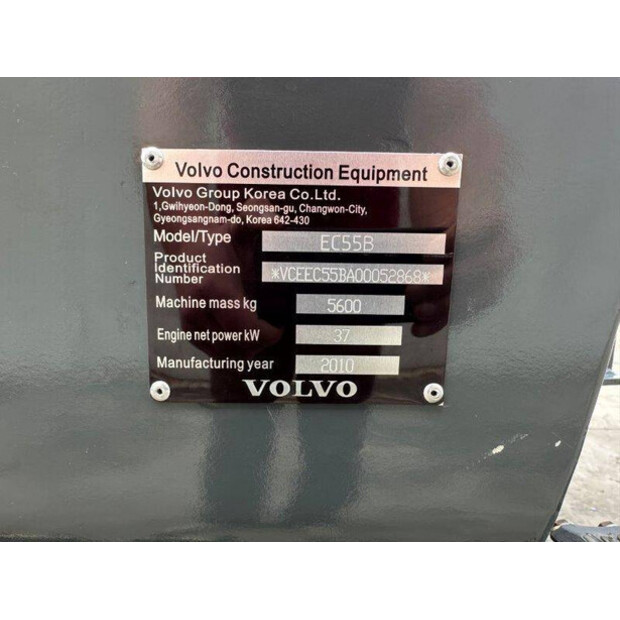 Volvo Construction Equipment
Volvo Group Korea Co.Ltd.
1,Gwihyeon-Dong, Seongsan-gu, Changwon-City,
Gyeongsangnam-do, Korea 642-430
Model/Type EC55B
Product
Identification
Number *VCEEC55BA00052868*
Machine mass kg 5600
Engine net power kW 37
Manufacturing year 2010
VOLVO